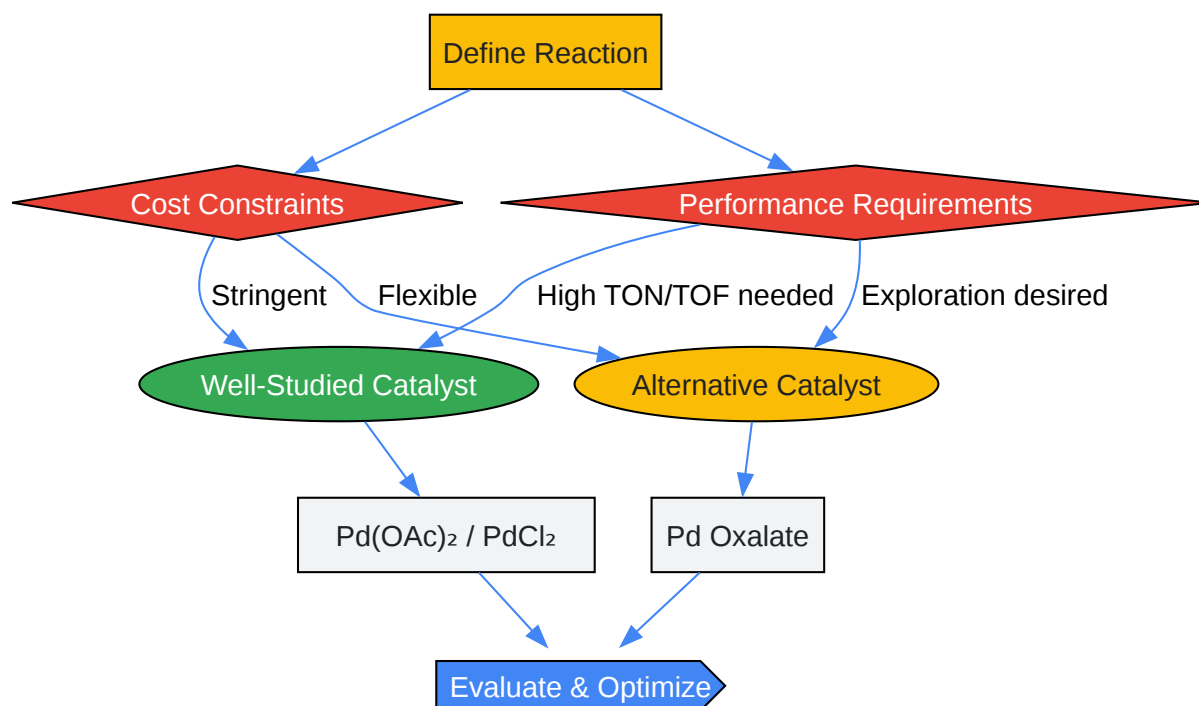 Define Reaction
Cost Constraints
Performance Requirements
Stringent
Flexible
High TON/TOF needed
Exploration desired
Well-Studied Catalyst
Alternative Catalyst
Pd(OAc)₂ / PdCl₂
Pd Oxalate
Evaluate & Optimize